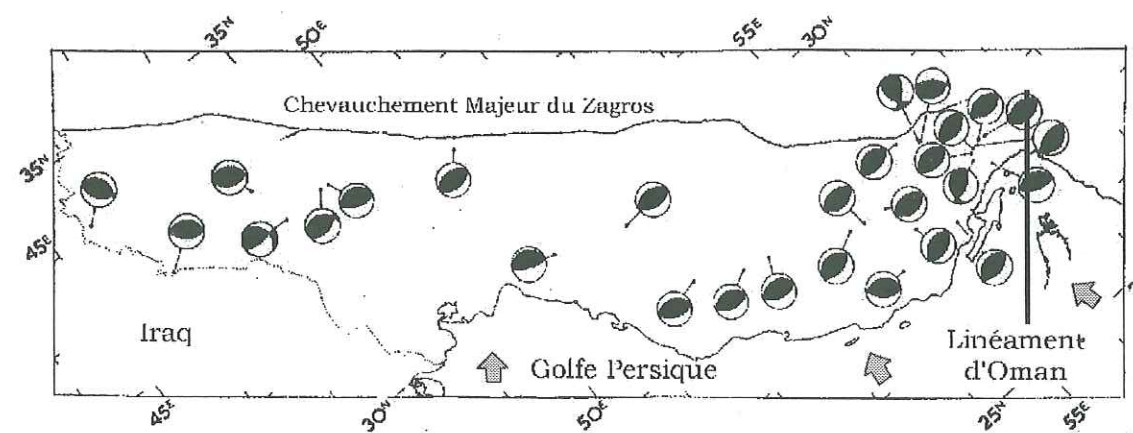 35N 50E 55E 30N
Chevauchement Majeur du Zagros
35N
45E
Iraq
Golfe Persique
Linéament
d'Oman
45E 30N 50E 25N 55E